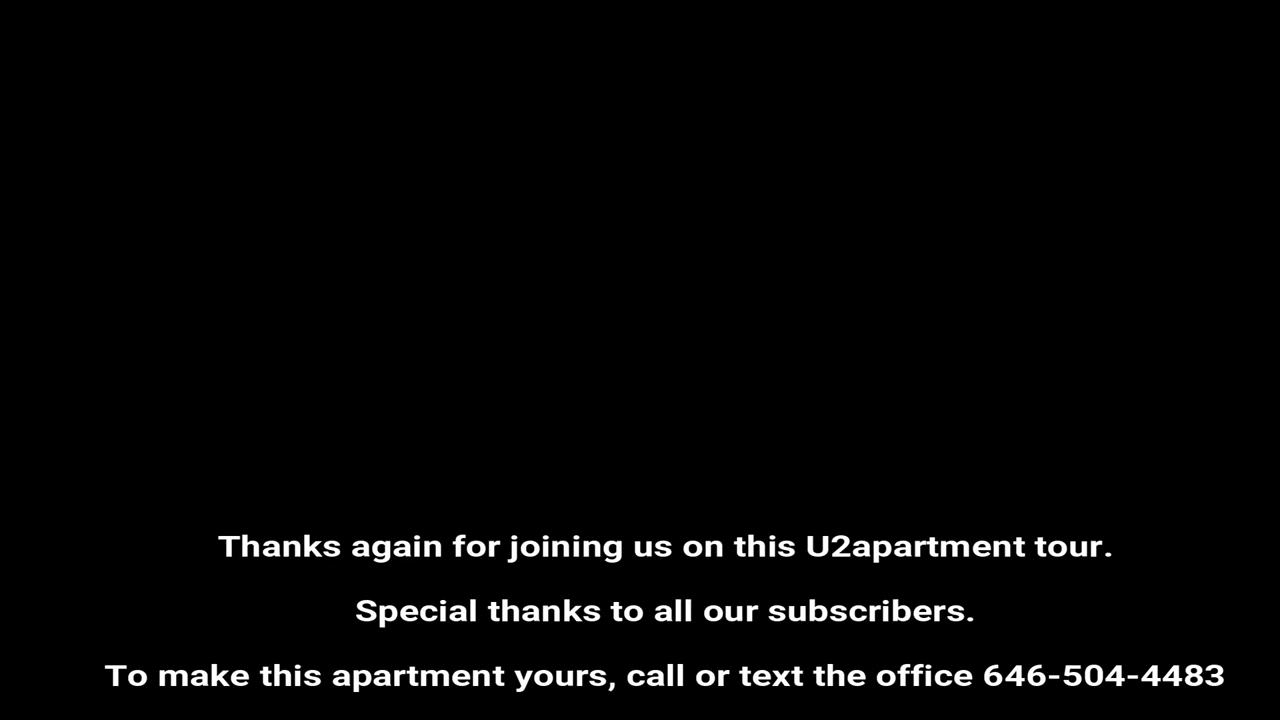 Thanks again for joining us on this U2apartment tour.
Special thanks to all our subscribers.
To make this apartment yours, call or text the office 646-504-4483